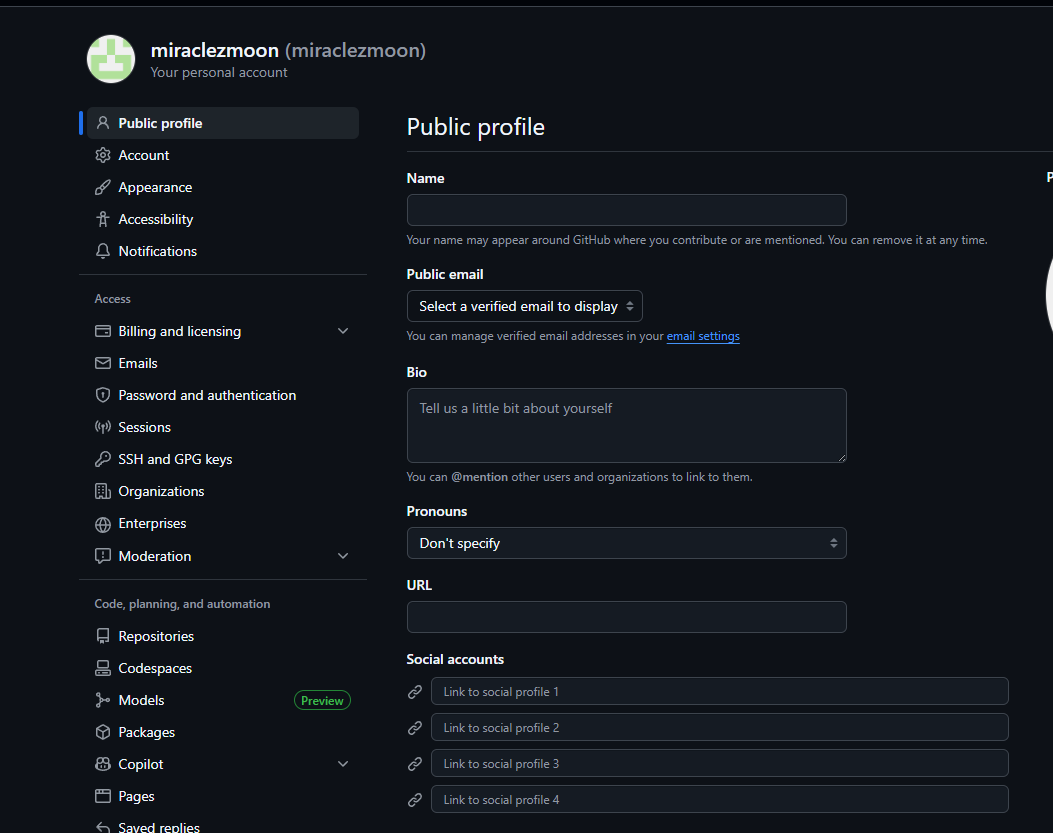 miraclezmoon (miraclezmoon)
Your personal account
Public profile
Account
Appearance
Accessibility
Notifications
Access
Billing and licensing
Emails
Password and authentication
Sessions
SSH and GPG keys
Organizations
Enterprises
Moderation
Code, planning, and automation
Repositories
Codespaces
Models Preview
Packages
Copilot
Pages
Saved replies
Public profile
Name
Your name may appear around GitHub where you contribute or are mentioned. You can remove it at any time.
Public email
Select a verified email to display
You can manage verified email addresses in your email settings
Bio
Tell us a little bit about yourself
You can @mention other users and organizations to link to them.
Pronouns
Don't specify
URL
Social accounts
Link to social profile 1
Link to social profile 2
Link to social profile 3
Link to social profile 4